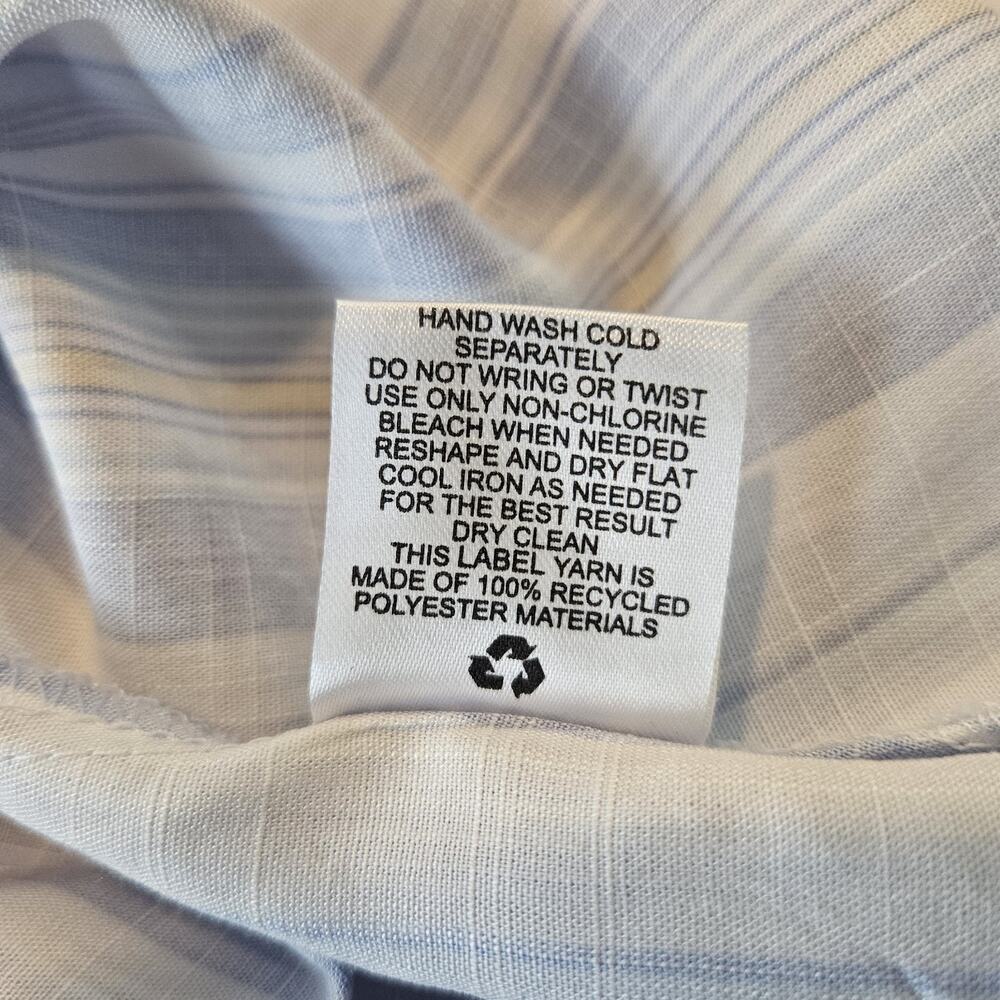 HAND WASH COLD
SEPARATELY
DO NOT WRING OR TWIST
USE ONLY NON-CHLORINE
BLEACH WHEN NEEDED
RESHAPE AND DRY FLAT
COOL IRON AS NEEDED
FOR THE BEST RESULT
DRY CLEAN
THIS LABEL YARN IS
MADE OF 100% RECYCLED
POLYESTER MATERIALS